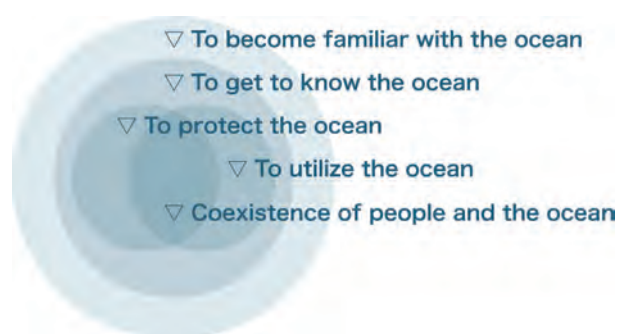 ▽ To become familiar with the ocean
▽ To get to know the ocean
▽ To protect the ocean
▽ To utilize the ocean
▽ Coexistence of people and the ocean